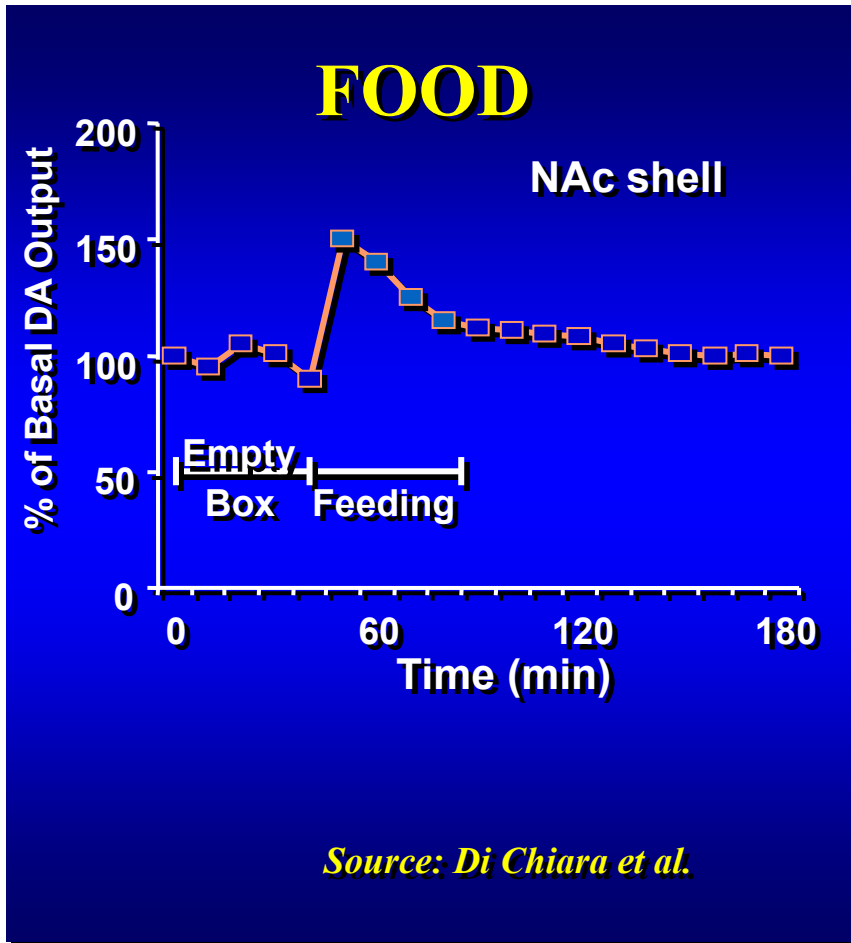 FOOD
200
NAc shell
150
100
50
0
% of Basal DA Output
Empty
Box Feeding
0 60 120 180
Time (min)
Source: Di Chiara et al.